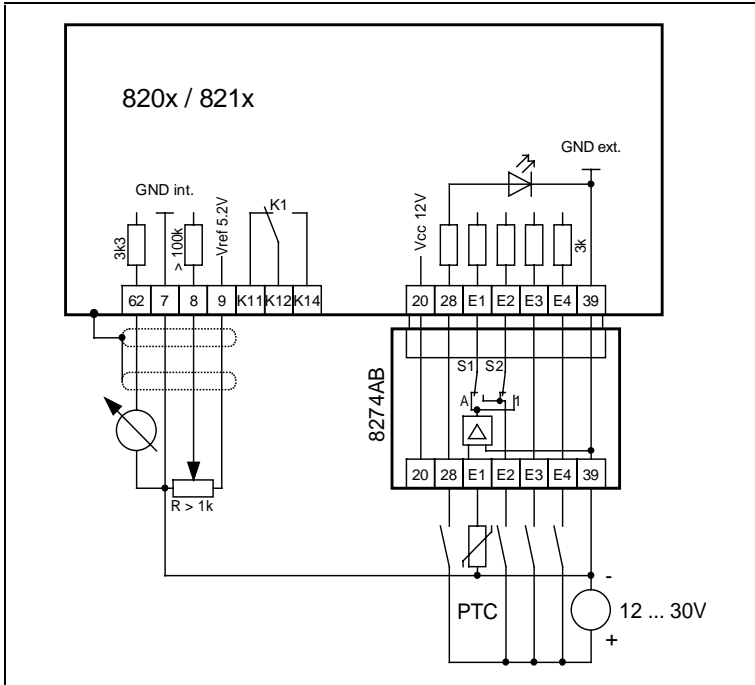 820x / 821x
GND ext.
GND int.
K1
3k3
> 100k
Vref 5.2V
Vcc 12V
3k
62 7 8 9 K11 K12 K14
20 28 E1 E2 E3 E4 39
S1 S2
A 1
8274AB
20 28 E1 E2 E3 E4 39
R > 1k
-
PTC
12 ... 30V
+